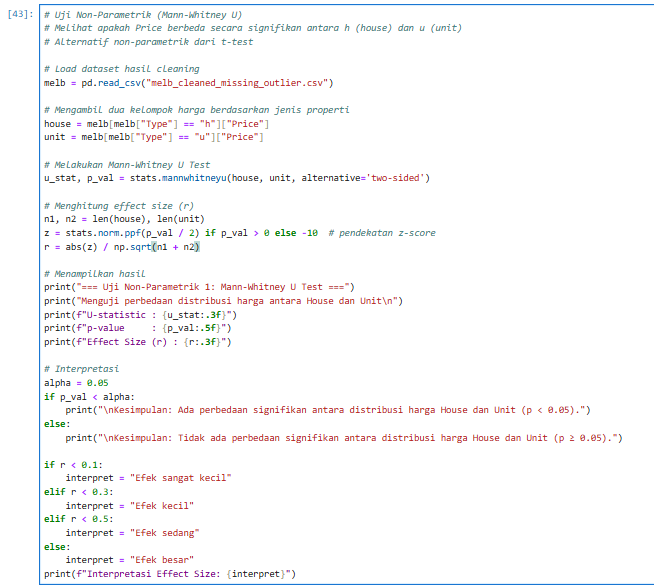 [43]: # Uji Non-Parametrik (Mann-Whitney U)
# Melihat apakah Price berbeda secara signifikan antara h (house) dan u (unit)
# Alternatif non-parametrik dari t-test

# Load dataset hasil cleaning
melb = pd.read_csv("melb_cleaned_missing_outlier.csv")

# Mengambil dua kelompok harga berdasarkan jenis properti
house = melb[melb["Type"] == "h"]["Price"]
unit = melb[melb["Type"] == "u"]["Price"]

# Melakukan Mann-Whitney U Test
u_stat, p_val = stats.mannwhitneyu(house, unit, alternative='two-sided')

# Menghitung effect size (r)
n1, n2 = len(house), len(unit)
z = stats.norm.ppf(p_val / 2) if p_val > 0 else -10  # pendekatan z-score
r = abs(z) / np.sqrt(n1 + n2)

# Menampilkan hasil
print("=== Uji Non-Parametrik 1: Mann-Whitney U Test ===")
print("Menguji perbedaan distribusi harga antara House dan Unit\n")
print(f"U-statistic : {u_stat:.3f}")
print(f"p-value     : {p_val:.5f}")
print(f"Effect Size (r) : {r:.3f}")

# Interpretasi
alpha = 0.05
if p_val < alpha:
    print("\nKesimpulan: Ada perbedaan signifikan antara distribusi harga House dan Unit (p < 0.05).")
else:
    print("\nKesimpulan: Tidak ada perbedaan signifikan antara distribusi harga House dan Unit (p ≥ 0.05).")

if r < 0.1:
    interpret = "Efek sangat kecil"
elif r < 0.3:
    interpret = "Efek kecil"
elif r < 0.5:
    interpret = "Efek sedang"
else:
    interpret = "Efek besar"
print(f"Interpretasi Effect Size: {interpret}")